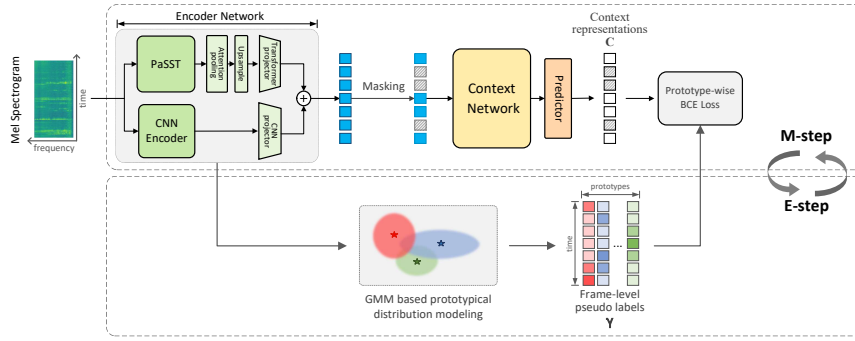 Encoder Network
Context
representations
C
Mel Spectrogram
time
frequency
PaSST
Attention
pooling
Upsample
Transformer
projector
CNN
Encoder
CNN
projector
Masking
Context
Network
Predictor
Prototype-wise
BCE Loss
M-step
E-step
prototypes
time
...
GMM based prototypical
distribution modeling
Frame-level
pseudo labels
Y